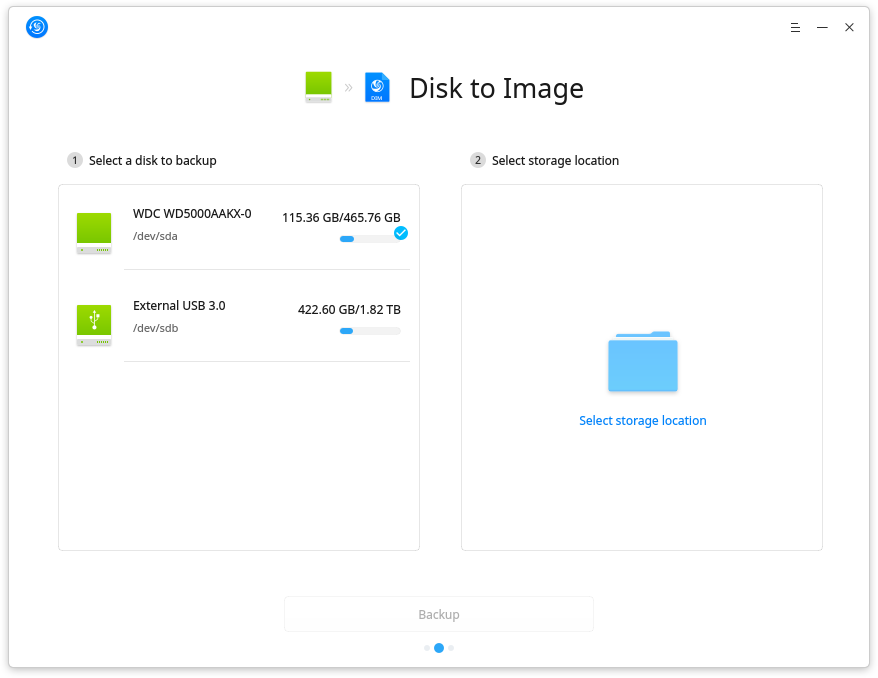 DIM
Disk to Image
1 Select a disk to backup
WDC WD5000AAKX-0
115.36 GB/465.76 GB
/dev/sda
External USB 3.0
422.60 GB/1.82 TB
/dev/sdb
2 Select storage location
Select storage location
Backup